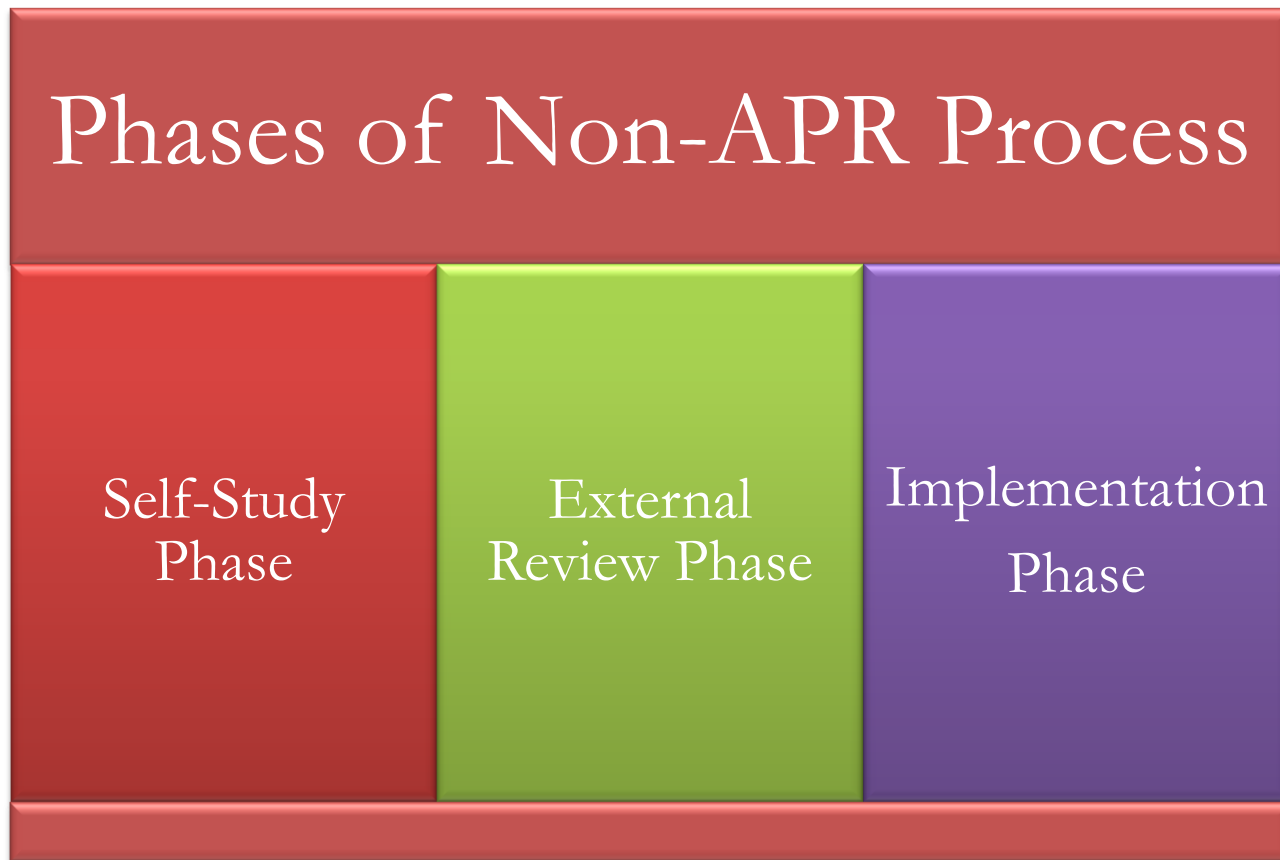 Phases of Non-APR Process
Self-Study
Phase
External
Review Phase
Implementation
Phase